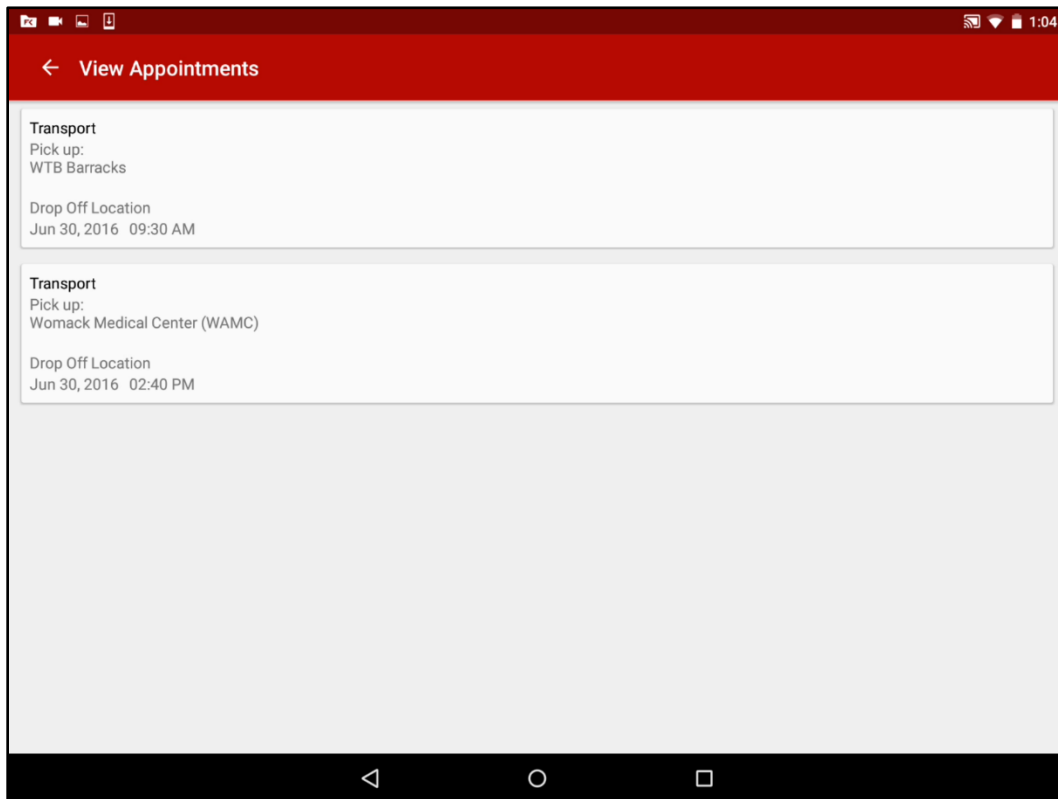 1:04
View Appointments
Transport
Pick up:
WTB Barracks
Drop Off Location
Jun 30, 2016 09:30 AM
Transport
Pick up:
Womack Medical Center (WAMC)
Drop Off Location
Jun 30, 2016 02:40 PM